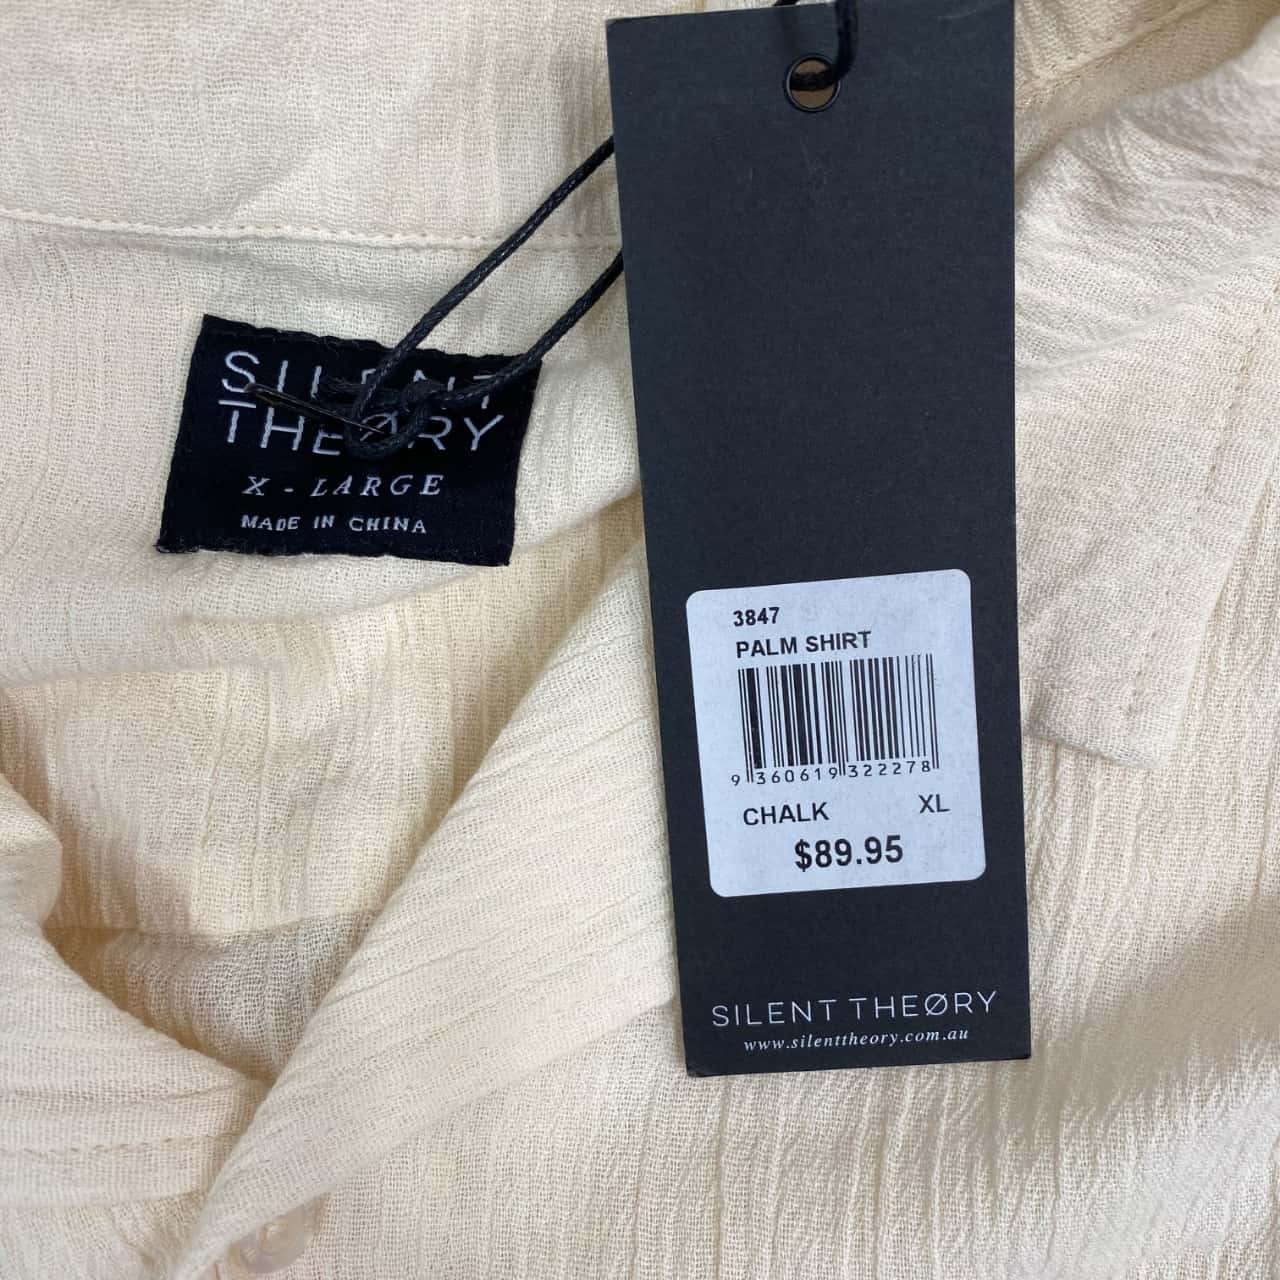 SILENT
THEØRY
X - LARGE
MADE IN CHINA
3847
PALM SHIRT
9 360619 322278
CHALK XL
$89.95
SILENT THEØRY
www.silenttheory.com.au